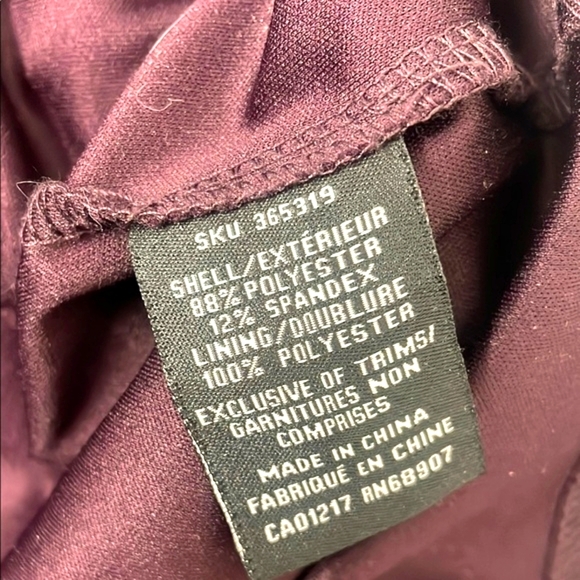 SKU 365319
SHELL/EXTÉRIEUR
88% POLYESTER
12% SPANDEX
LINING/DOUBLURE
100% POLYESTER
EXCLUSIVE OF TRIMS/
GARNITURES NON
COMPRISES
MADE IN CHINA
FABRIQUÉ EN CHINE
CA01217 RN68907